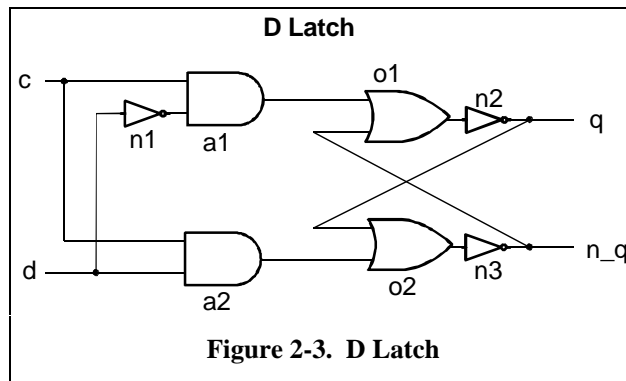 D Latch
c
o1
n2
q
n1
a1
d
a2
o2
n3
n_q
Figure 2-3. D Latch